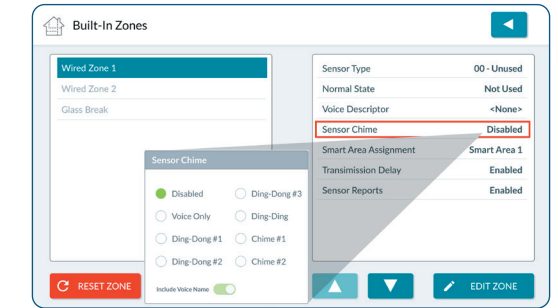 Built-In Zones
Wired Zone 1
Wired Zone 2
Glass Break
Sensor Type 00 - Unused
Normal State Not Used
Voice Descriptor <None>
Sensor Chime Disabled
Smart Area Assignment Smart Area 1
Transimission Delay Enabled
Sensor Reports Enabled
Sensor Chime
Disabled Ding-Dong #3
Voice Only Ding-Ding
Ding-Dong #1 Chime #1
Ding-Dong #2 Chime #2
Include Voice Name
RESET ZONE
EDIT ZONE